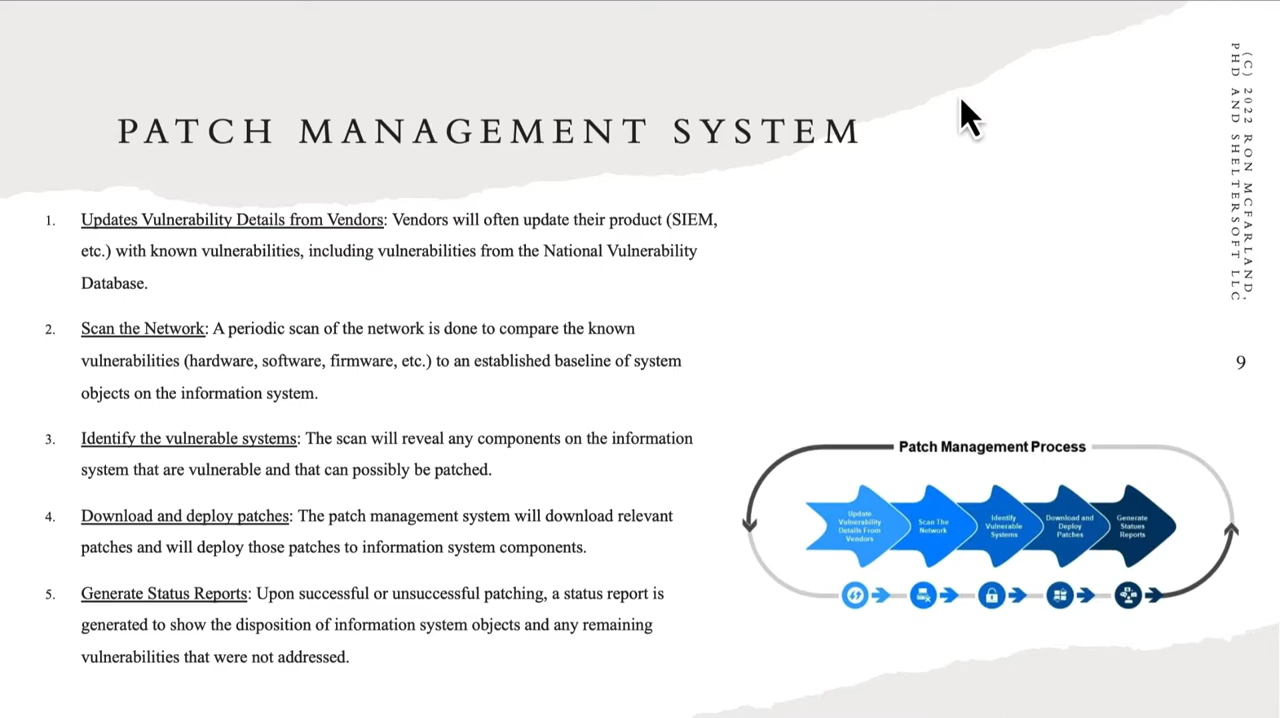 PATCH MANAGEMENT SYSTEM
1. Updates Vulnerability Details from Vendors: Vendors will often update their product (SIEM,
etc.) with known vulnerabilities, including vulnerabilities from the National Vulnerability
Database.
2. Scan the Network: A periodic scan of the network is done to compare the known
vulnerabilities (hardware, software, firmware, etc.) to an established baseline of system
objects on the information system.
3. Identify the vulnerable systems: The scan will reveal any components on the information
system that are vulnerable and that can possibly be patched.
4. Download and deploy patches: The patch management system will download relevant
patches and will deploy those patches to information system components.
5. Generate Status Reports: Upon successful or unsuccessful patching, a status report is
generated to show the disposition of information system objects and any remaining
vulnerabilities that were not addressed.
Patch Management Process
Update
Vulnerability
Details From
Vendors
Scan The
Network
Identify
Vulnerable
Systems
Download and
Deploy
Patches
Generate
Statues
Reports
(C) 2022 RON MCFARLAND,
PHD AND SHELTERSOFT LLC
9